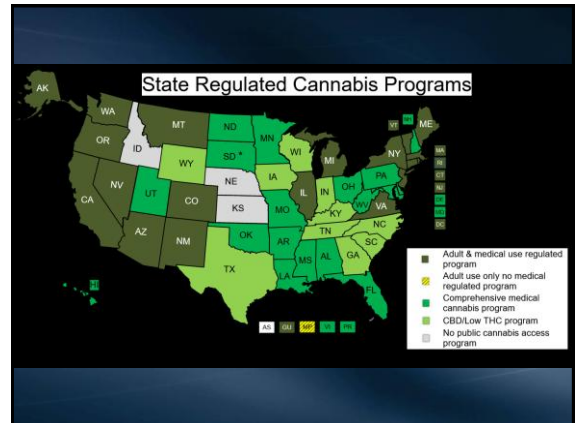 State Regulated Cannabis Programs
AK
WA
MT
ND
MN
ME
VT
NH
OR
ID
WY
SD *
WI
MI
NY
MA
RI
CT
NJ
DE
MD
DC
NV
UT
CO
NE
IA
IL
IN
OH
PA
WV
VA
CA
AZ
NM
KS
MO
KY
OK
AR
TN
NC
SC
TX
LA
MS
AL
GA
FL
HI
AS
GU
MP
VI
PR
Adult & medical use regulated
program
Adult use only no medical
regulated program
Comprehensive medical
cannabis program
CBD/Low THC program
No public cannabis access
program